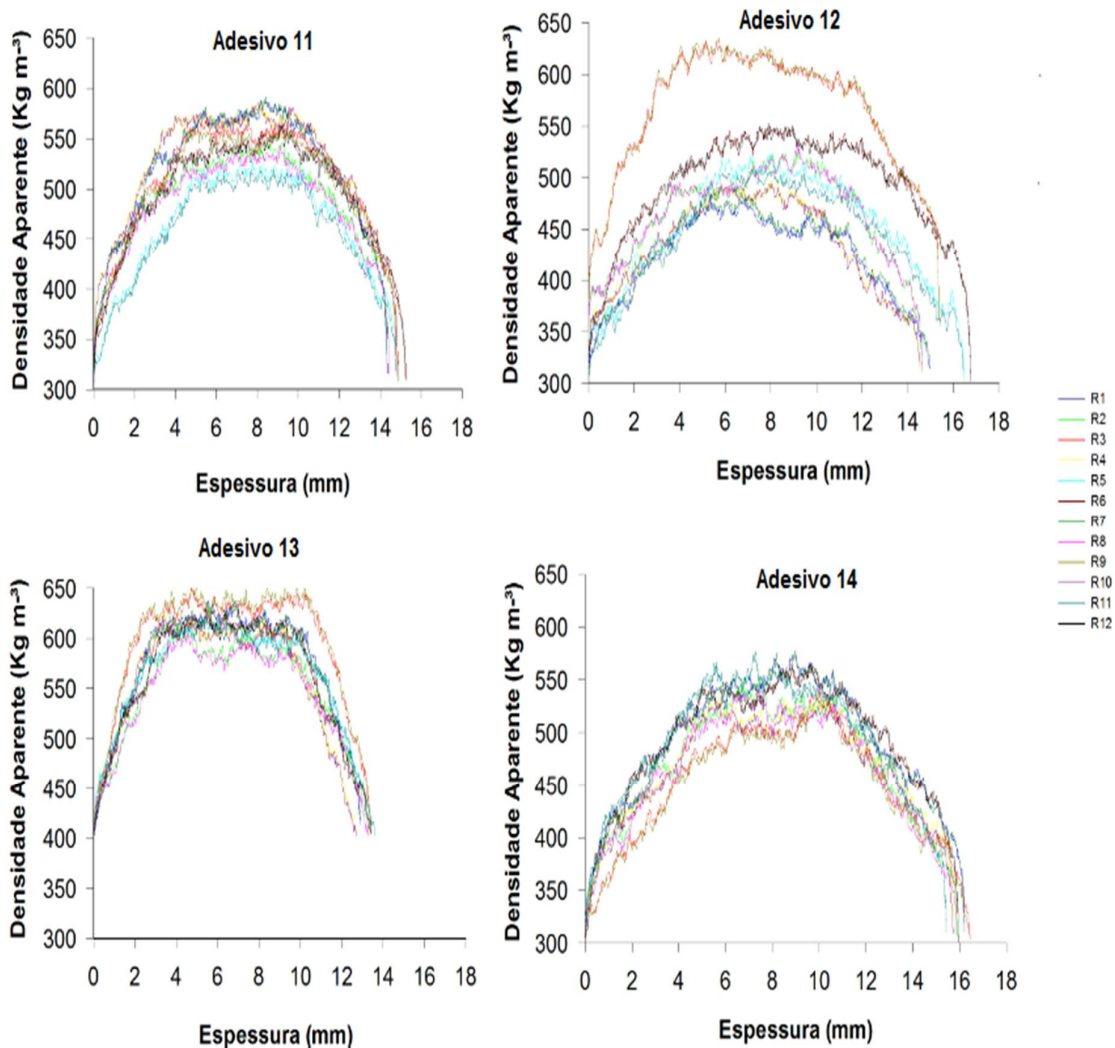 Adesivo 11
Densidade Aparente (Kg m-³)
650
600
550
500
450
400
350
300
0 2 4 6 8 10 12 14 16 18
Espessura (mm)
Adesivo 12
Densidade Aparente (Kg m-³)
650
600
550
500
450
400
350
300
0 2 4 6 8 10 12 14 16 18
Espessura (mm)
Adesivo 13
Densidade Aparente (Kg m-³)
650
600
550
500
450
400
350
300
0 2 4 6 8 10 12 14 16 18
Espessura (mm)
Adesivo 14
Densidade Aparente (Kg m-³)
650
600
550
500
450
400
350
300
0 2 4 6 8 10 12 14 16 18
Espessura (mm)
R1
R2
R3
R4
R5
R6
R7
R8
R9
R10
R11
R12